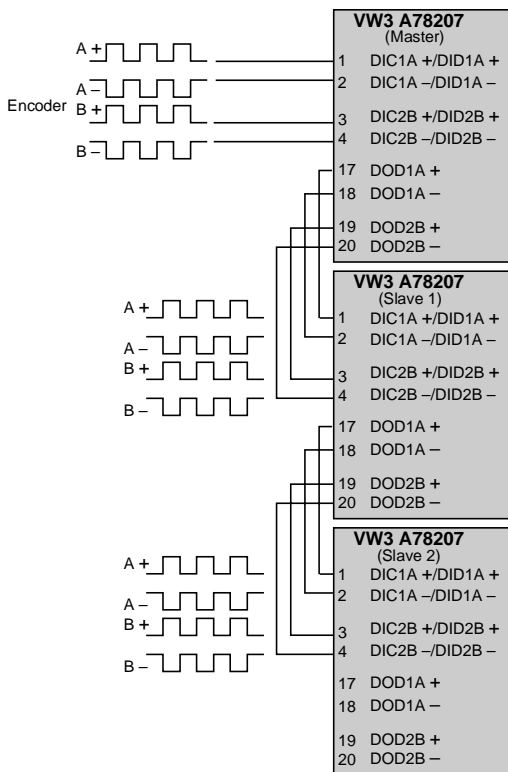 VW3 A78207
(Master)
A +
1 DIC1A +/DID1A +
A –
2 DIC1A –/DID1A –
Encoder
B +
3 DIC2B +/DID2B +
B –
4 DIC2B –/DID2B –
17 DOD1A +
18 DOD1A –
19 DOD2B +
20 DOD2B –
VW3 A78207
(Slave 1)
A +
1 DIC1A +/DID1A +
A –
2 DIC1A –/DID1A –
B +
3 DIC2B +/DID2B +
B –
4 DIC2B –/DID2B –
17 DOD1A +
18 DOD1A –
19 DOD2B +
20 DOD2B –
VW3 A78207
(Slave 2)
A +
1 DIC1A +/DID1A +
A –
2 DIC1A –/DID1A –
B +
3 DIC2B +/DID2B +
B –
4 DIC2B –/DID2B –
17 DOD1A +
18 DOD1A –
19 DOD2B +
20 DOD2B –